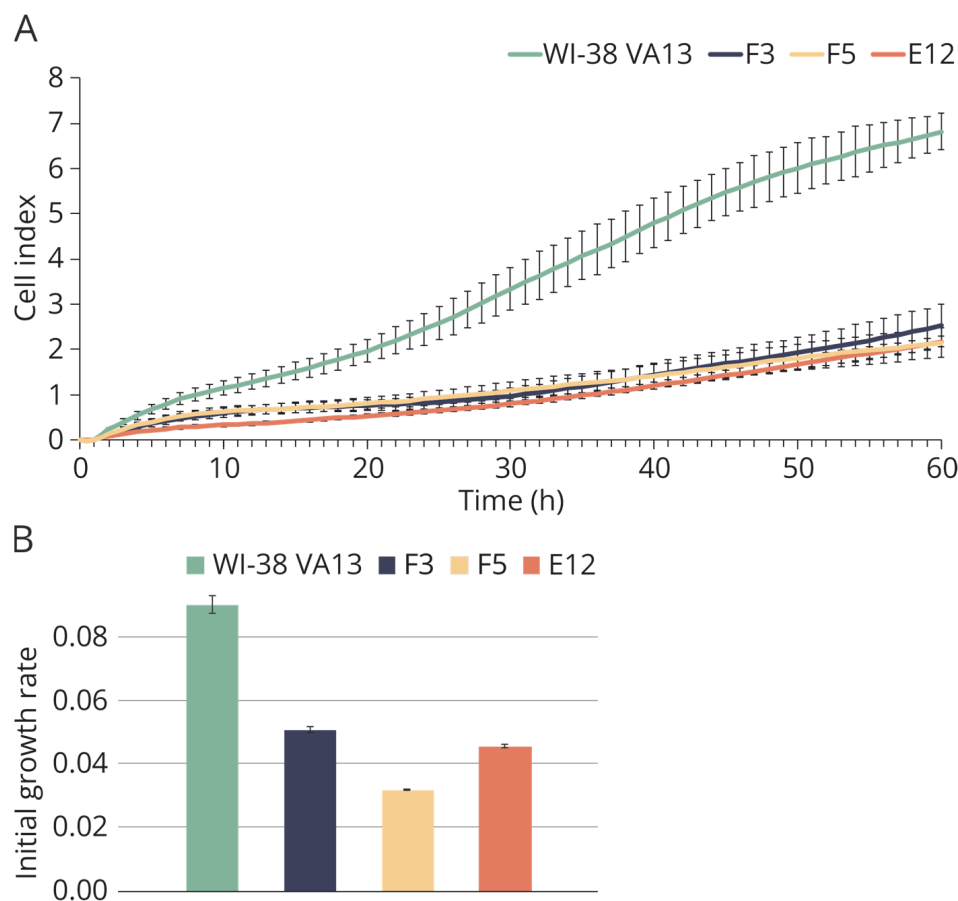 A
WI-38 VA13 F3 F5 E12
8
7
6
5
4
3
2
1
0
Cell index
0 10 20 30 40 50 60
Time (h)
B
WI-38 VA13 F3 F5 E12
0.08
0.06
0.04
0.02
0.00
Initial growth rate